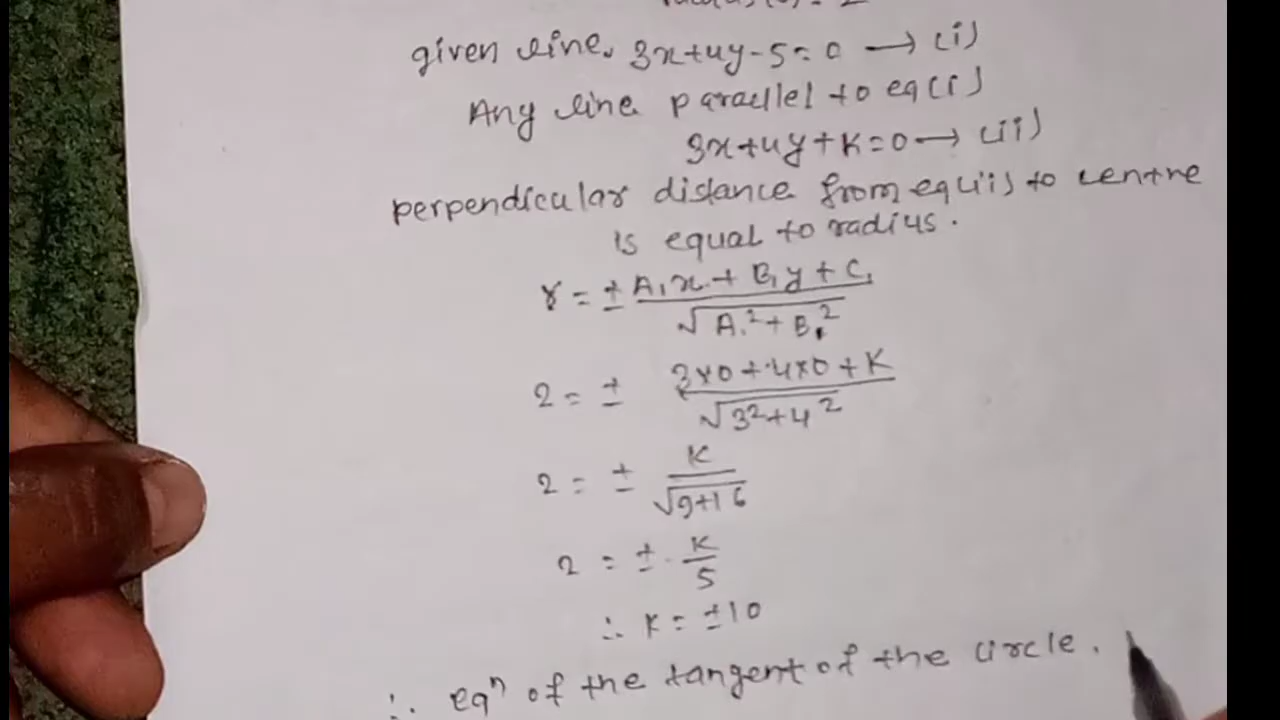 radius (r) = 2
given line, 3x+4y-5=0 → (i)
Any line parallel to eq(i)
3x+4y+K=0 → (ii)
perpendicular distance from eq(ii) to centre
is equal to radius.
r = ± A₁x + B₁y + C₁ / √A₁²+B₁²
2 = ± 3×0+4×0+K / √3²+4²
2 = ± K / √9+16
2 = ± K / 5
∴ K = ±10
∴ eqⁿ of the tangent of the circle.